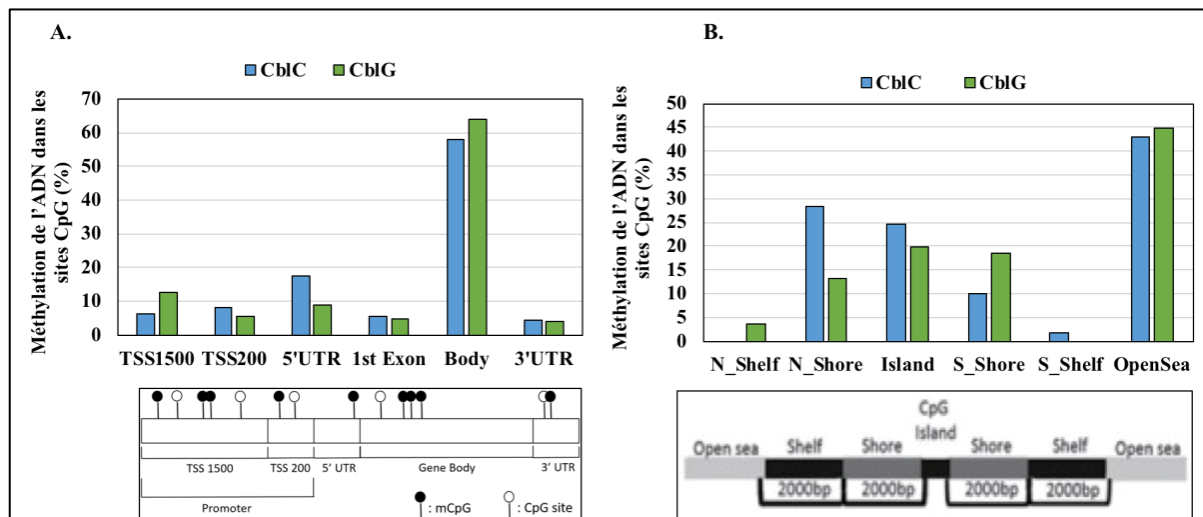 A.
CblC CblG
Méthylation de l'ADN dans les
sites CpG (%)
70
60
50
40
30
20
10
0
TSS1500 TSS200 5'UTR 1st Exon Body 3'UTR
TSS 1500 TSS 200 5' UTR Gene Body 3' UTR
Promoter
: mCpG : CpG site
B.
CblC CblG
Méthylation de l'ADN dans les
sites CpG (%)
50
45
40
35
30
25
20
15
10
5
0
N_Shelf N_Shore Island S_Shore S_Shelf OpenSea
CpG
Island
Open sea Shelf Shore Shore Shelf Open sea
2000bp 2000bp 2000bp 2000bp